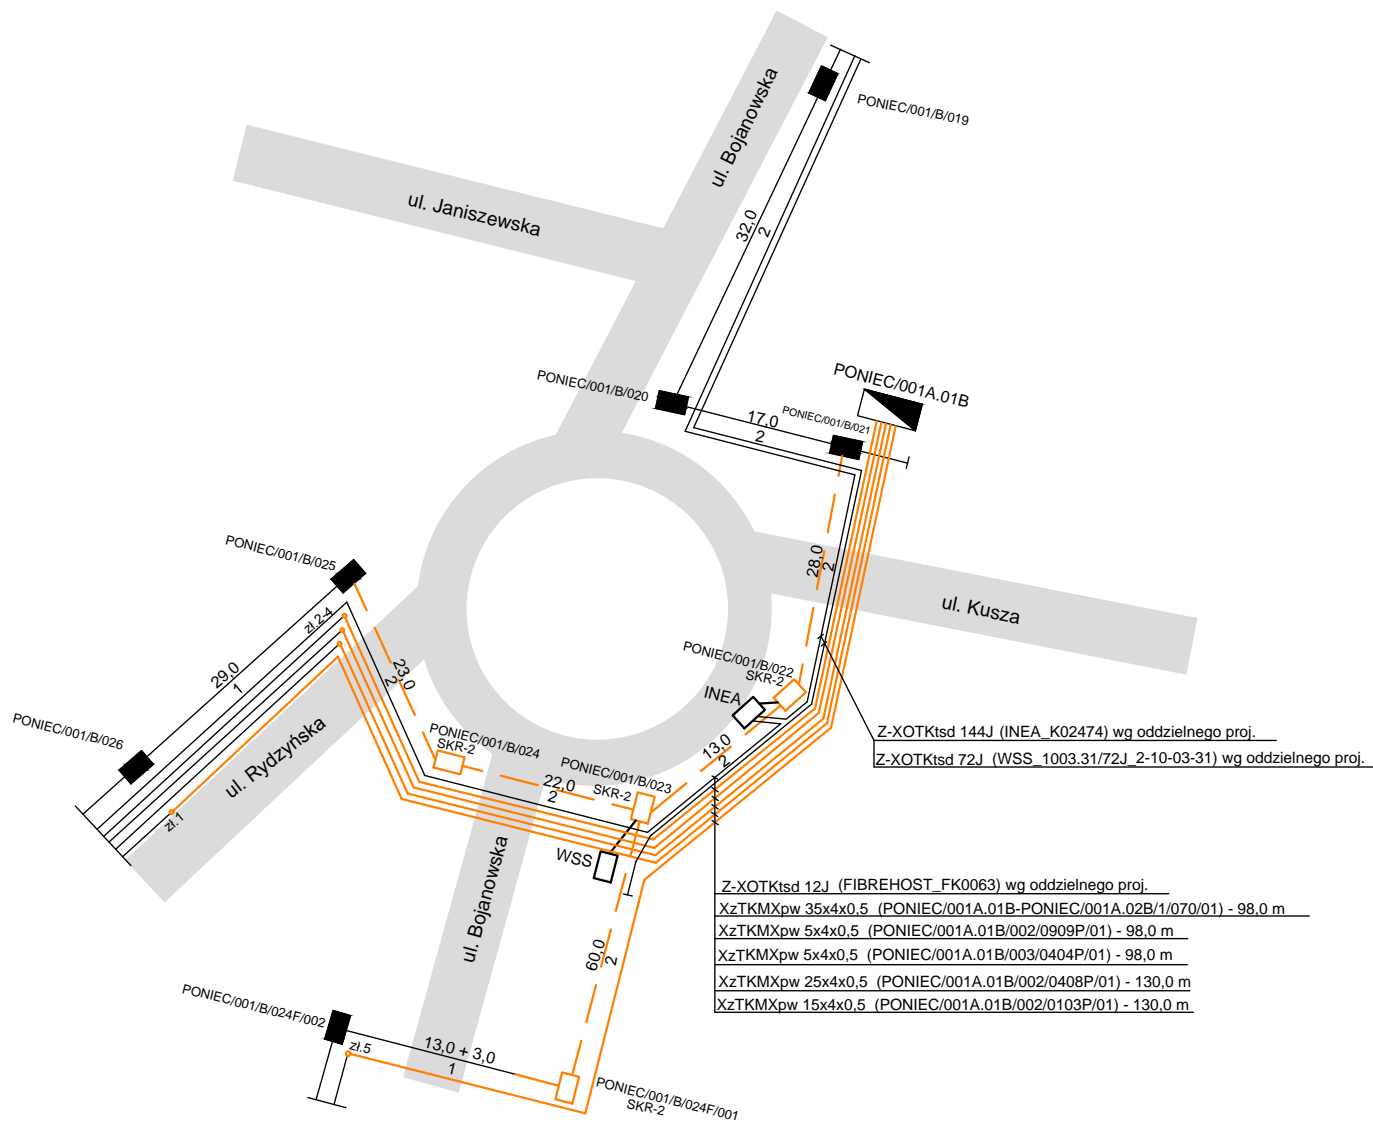 ul. Bojanowska
PONIEC/001/B/019
ul. Janiszewska
32,0
2
PONIEC/001A.01B
PONIEC/001/B/020
17,0
2
PONIEC/001/B/021
PONIEC/001/B/025
28,0
2
ul. Kusza
zł.2-4
PONIEC/001/B/022
SKR-2
INEA
23,0
2
29,0
1
PONIEC/001/B/026
ul. Rydzyńska
zł.1
PONIEC/001/B/024
SKR-2
22,0
2
PONIEC/001/B/023
SKR-2
13,0
2
Z-XOTKtsd 144J (INEA_K02474) wg oddzielnego proj.
Z-XOTKtsd 72J (WSS_1003.31/72J_2-10-03-31) wg oddzielnego proj.
WSS
ul. Bojanowska
Z-XOTKtsd 12J (FIBREHOST_FK0063) wg oddzielnego proj.
XzTKMXpw 35x4x0,5 (PONIEC/001A.01B-PONIEC/001A.02B/1/070/01) - 98,0 m
XzTKMXpw 5x4x0,5 (PONIEC/001A.01B/002/0909P/01) - 98,0 m
XzTKMXpw 5x4x0,5 (PONIEC/001A.01B/003/0404P/01) - 98,0 m
XzTKMXpw 25x4x0,5 (PONIEC/001A.01B/002/0408P/01) - 130,0 m
XzTKMXpw 15x4x0,5 (PONIEC/001A.01B/002/0103P/01) - 130,0 m
60,0
2
PONIEC/001/B/024F/002
zł.5
13,0 + 3,0
1
PONIEC/001/B/024F/001
SKR-2